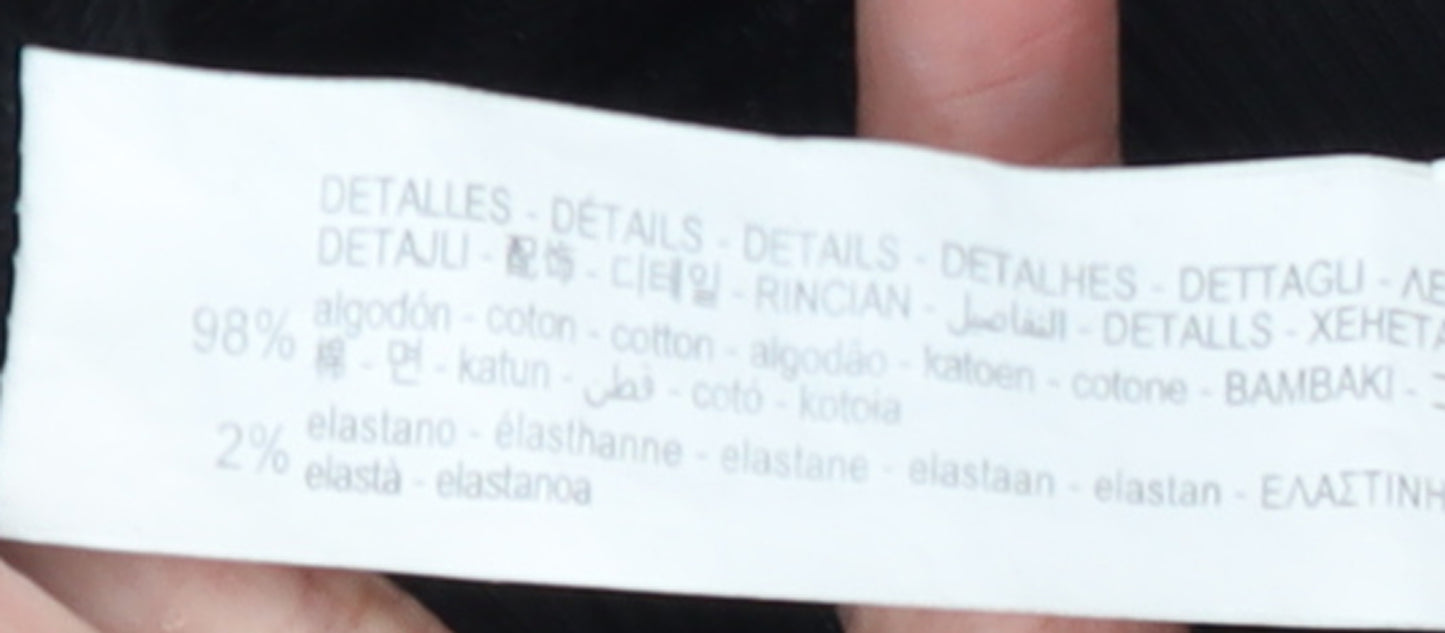 DETALLES - DÉTAILS - DETAILS - DETALHES - DETTAGLI - ΛΕ
DETAJLI - 配饰 - 디테일 - RINCIAN - التفاصيل - DETALLS - XEHETA
98% algodón - coton - cotton - algodão - katoen - cotone - BAMBAKI -
棉 - 면 - katun - قطن - cotó - kotoia
2% elastano - élasthanne - elastane - elastaan - elastan - ΕΛΑΣΤΙΝΗ
elastà - elastanoa